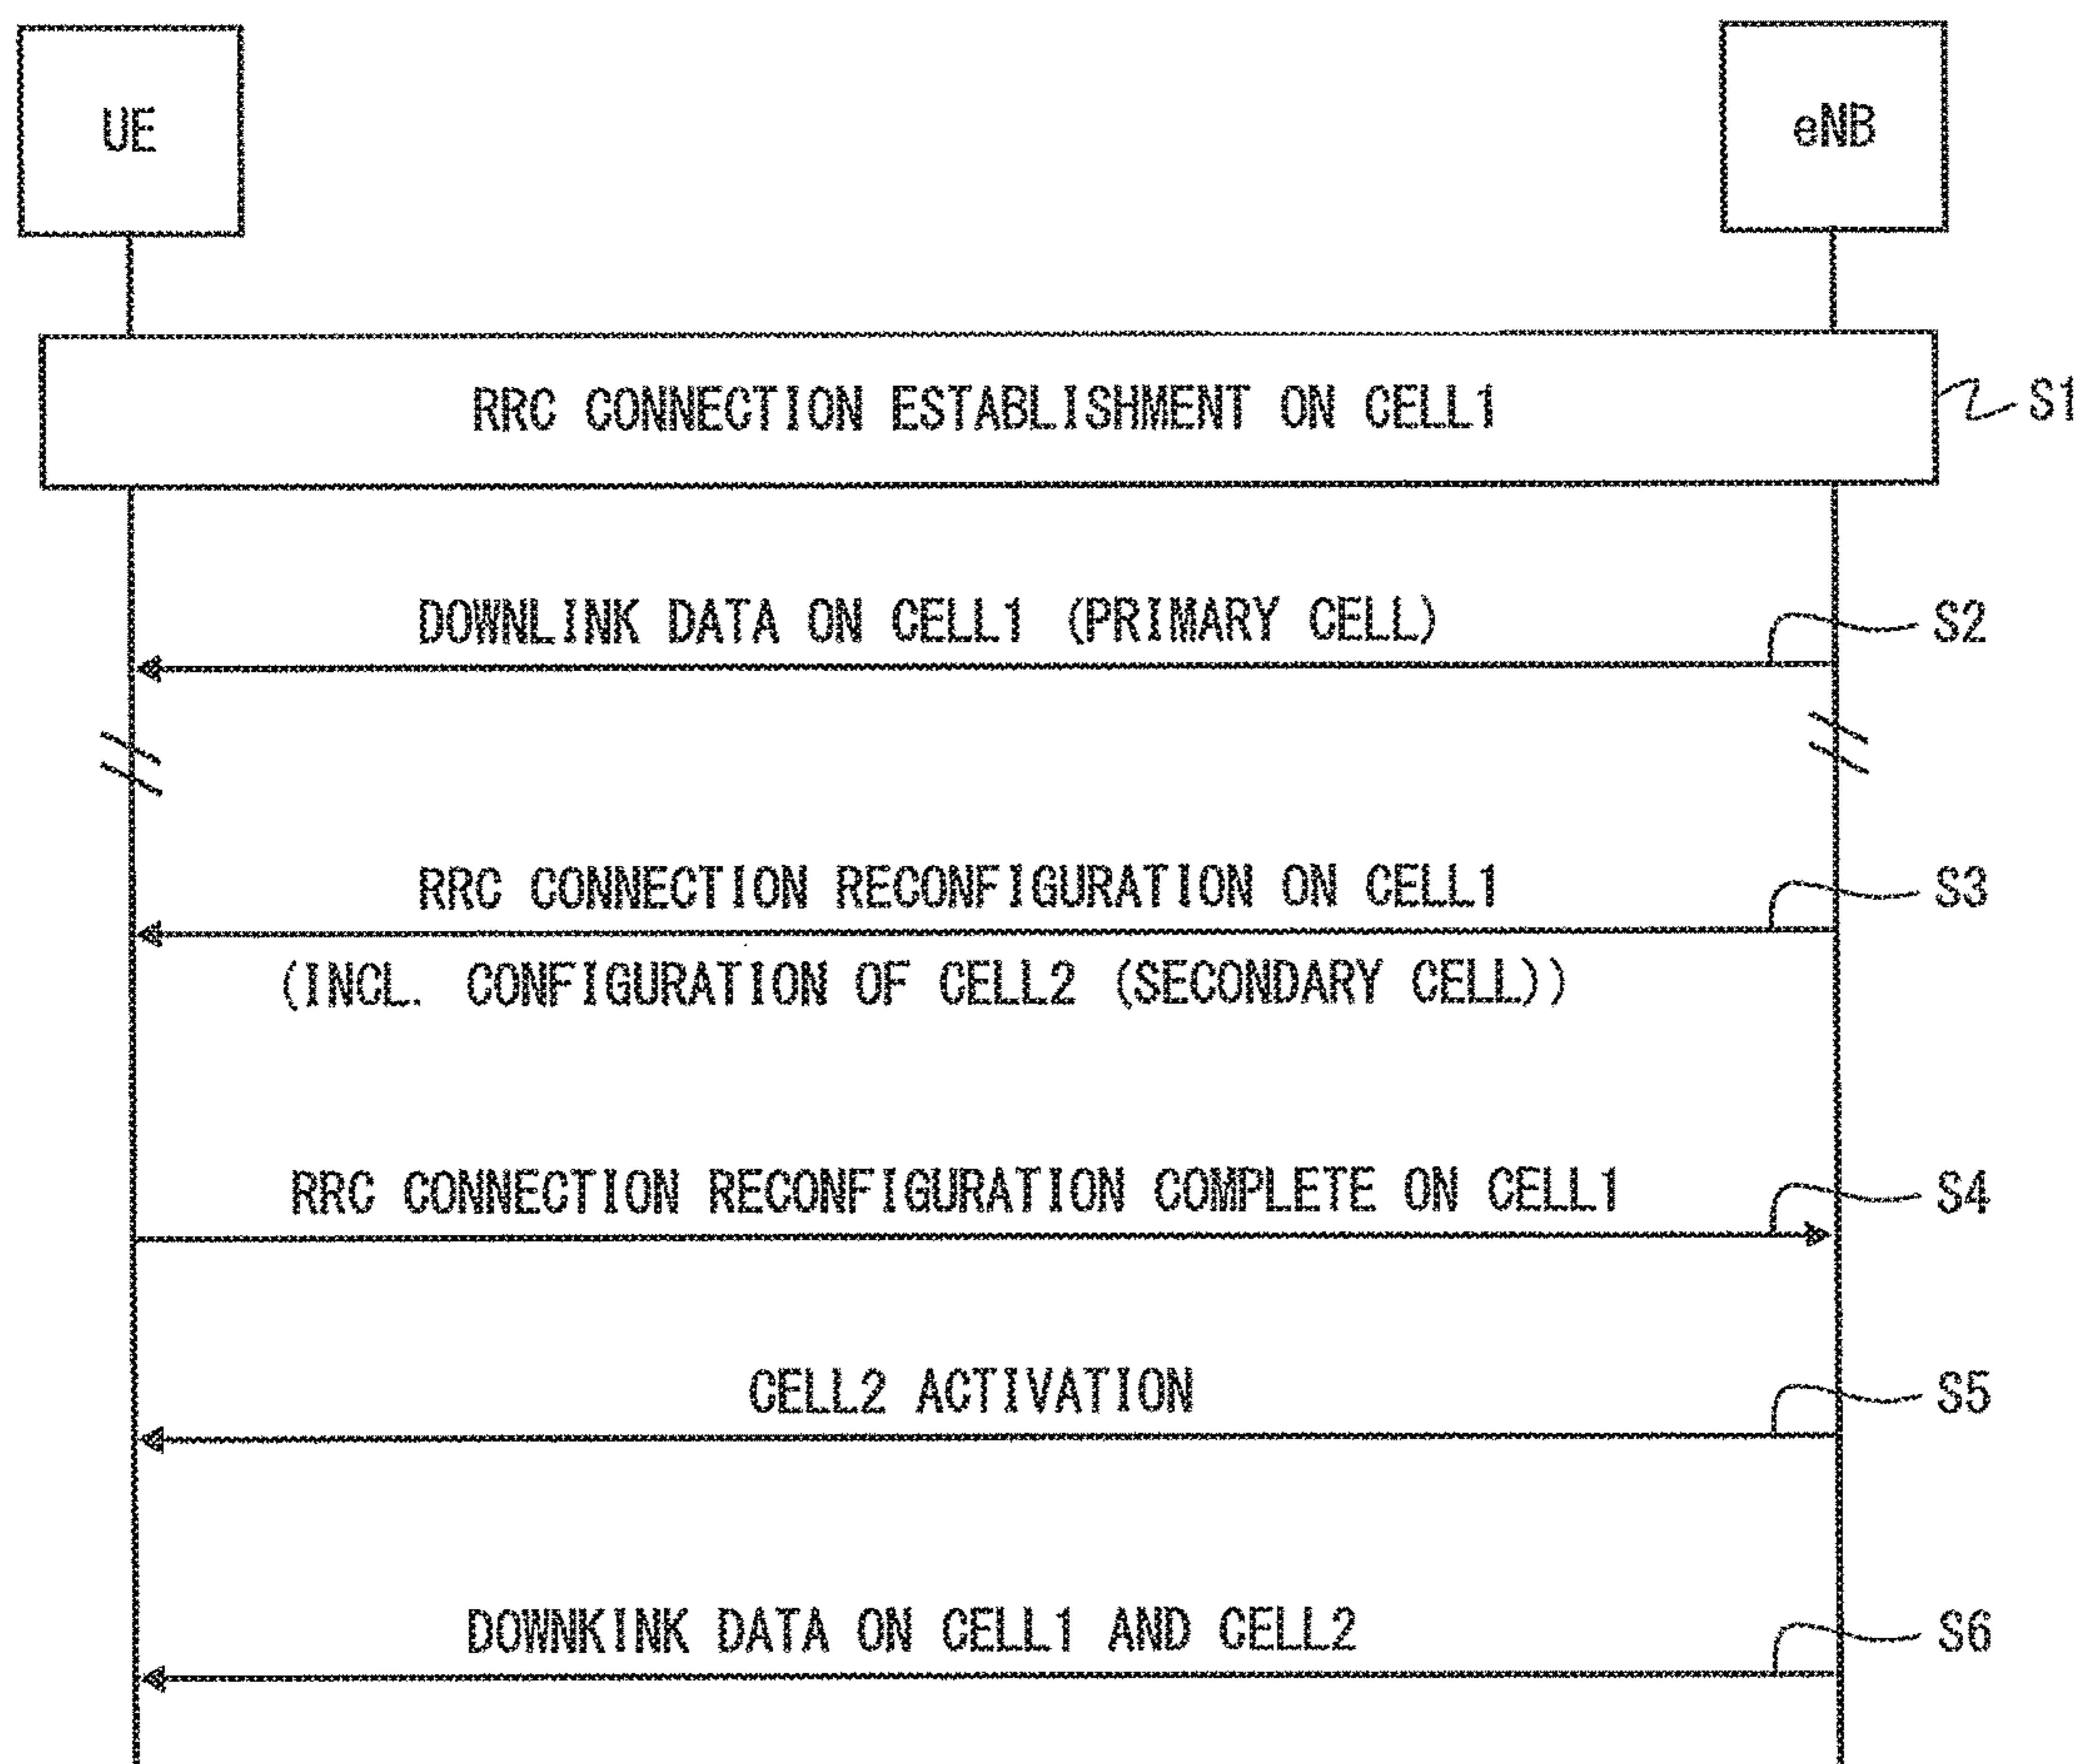 UE
eNB
RRC CONNECTION ESTABLISHMENT ON CELL1
S1
DOWNLINK DATA ON CELL1 (PRIMARY CELL)
S2
RRC CONNECTION RECONFIGURATION ON CELL1
S3
(INCL. CONFIGURATION OF CELL2 (SECONDARY CELL))
RRC CONNECTION RECONFIGURATION COMPLETE ON CELL1
S4
CELL2 ACTIVATION
S5
DOWNKINK DATA ON CELL1 AND CELL2
S6